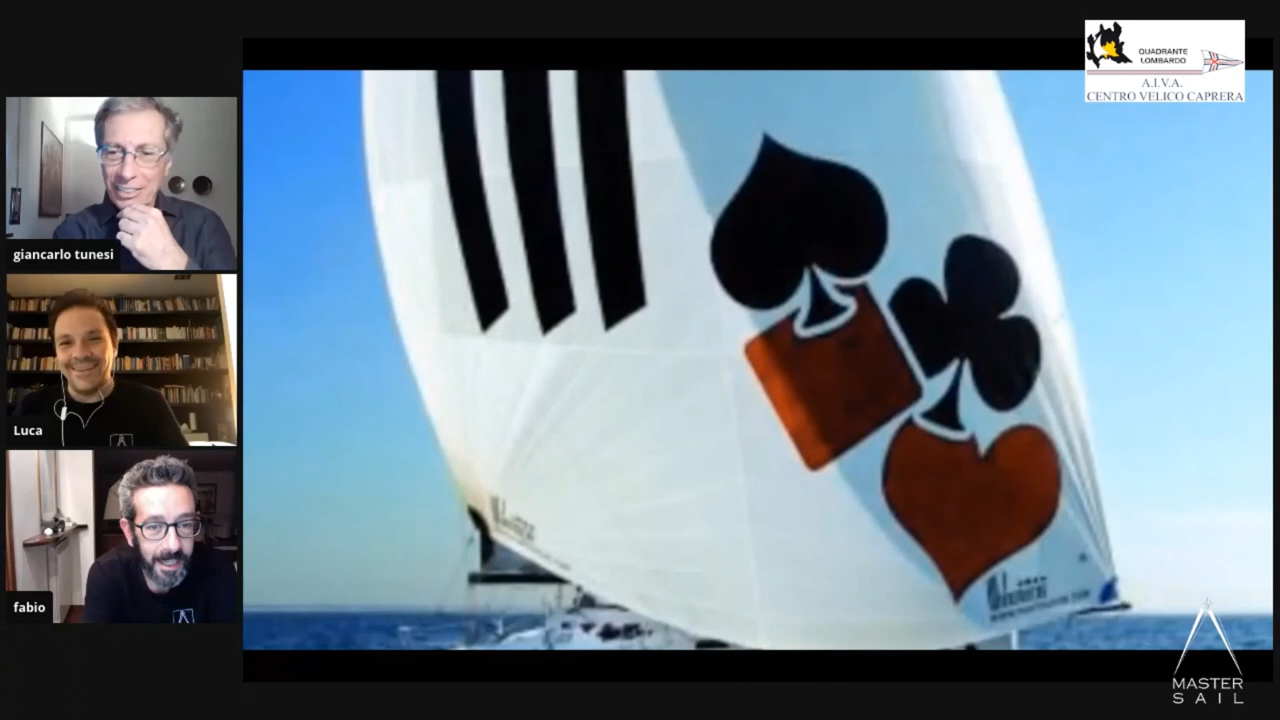 QUADRANTE
LOMBARDO
A.I.V.A.
CENTRO VELICO CAPRERA
giancarlo tunesi
Luca
fabio
MASTER
SAIL